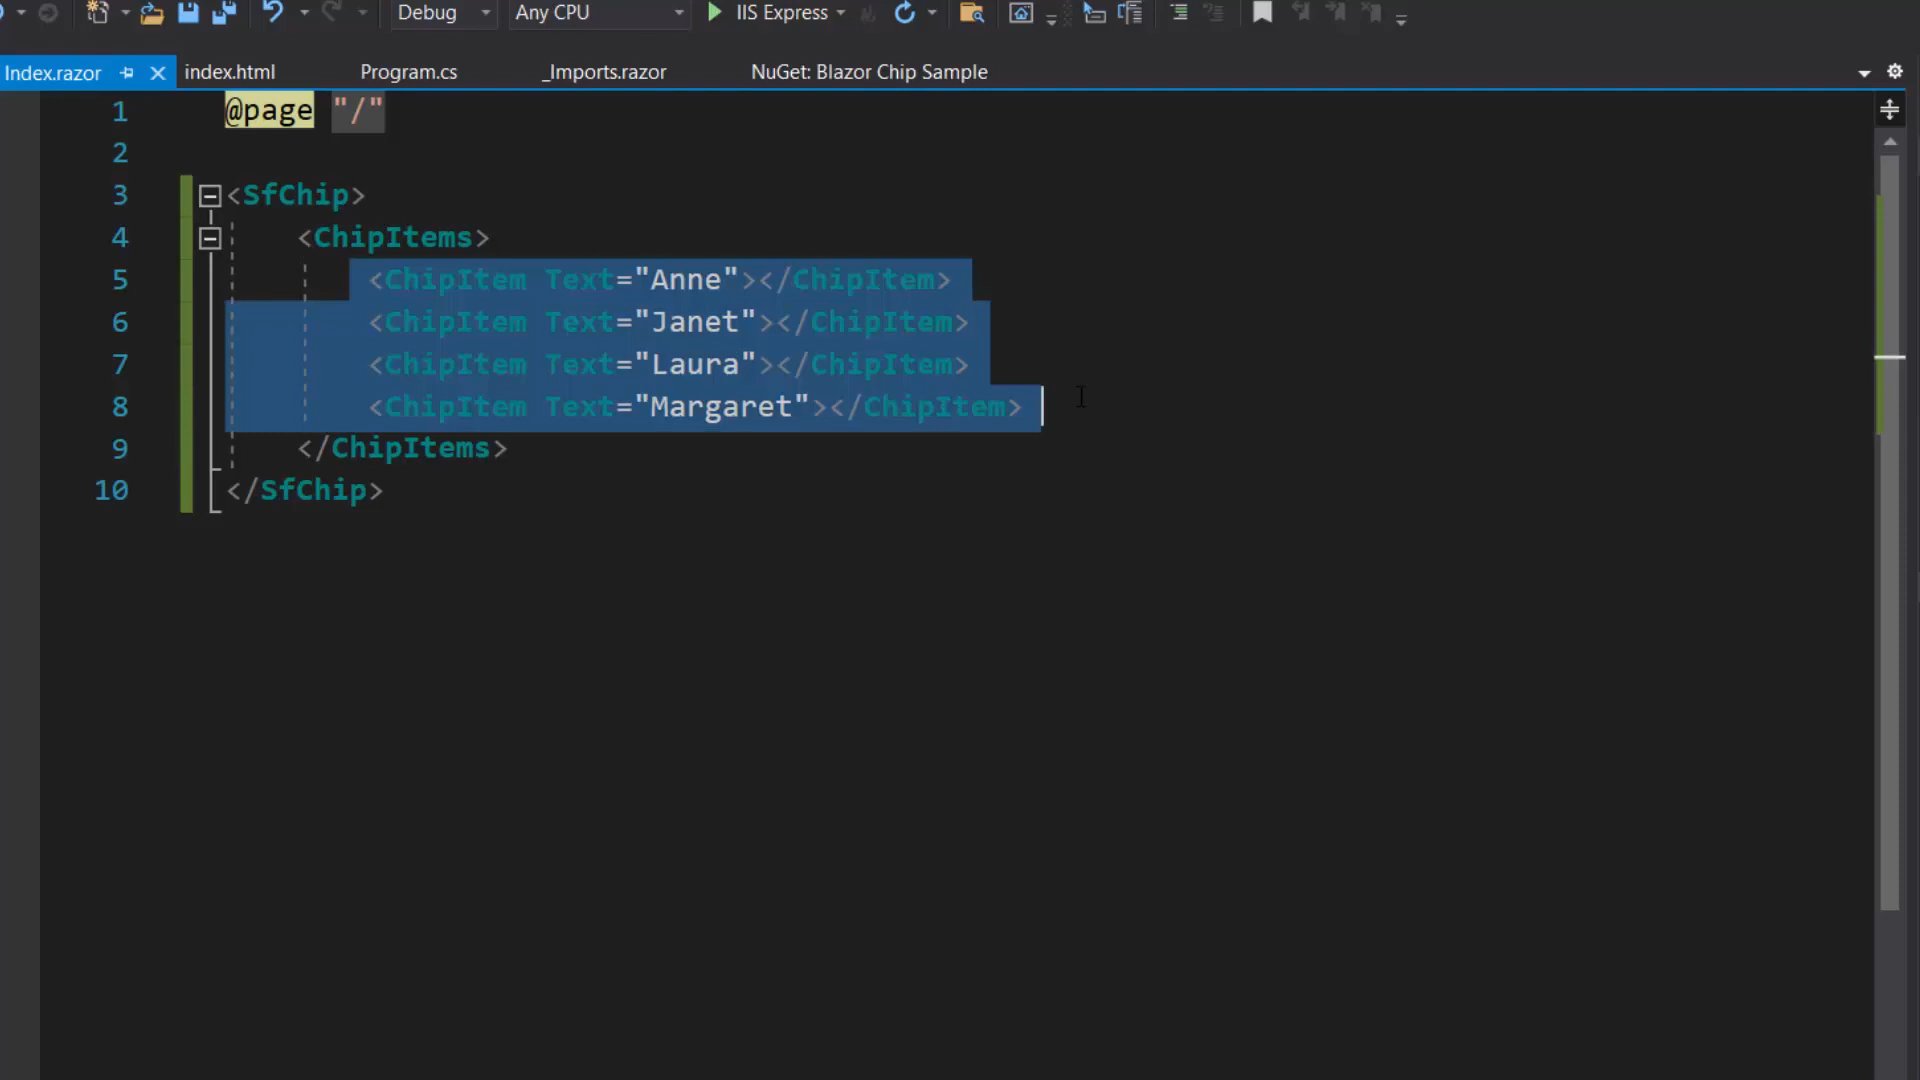 Debug Any CPU IIS Express
Index.razor index.html Program.cs _Imports.razor NuGet: Blazor Chip Sample
1 @page "/"
2
3 <SfChip>
4 <ChipItems>
5 <ChipItem Text="Anne"></ChipItem>
6 <ChipItem Text="Janet"></ChipItem>
7 <ChipItem Text="Laura"></ChipItem>
8 <ChipItem Text="Margaret"></ChipItem>
9 </ChipItems>
10 </SfChip>